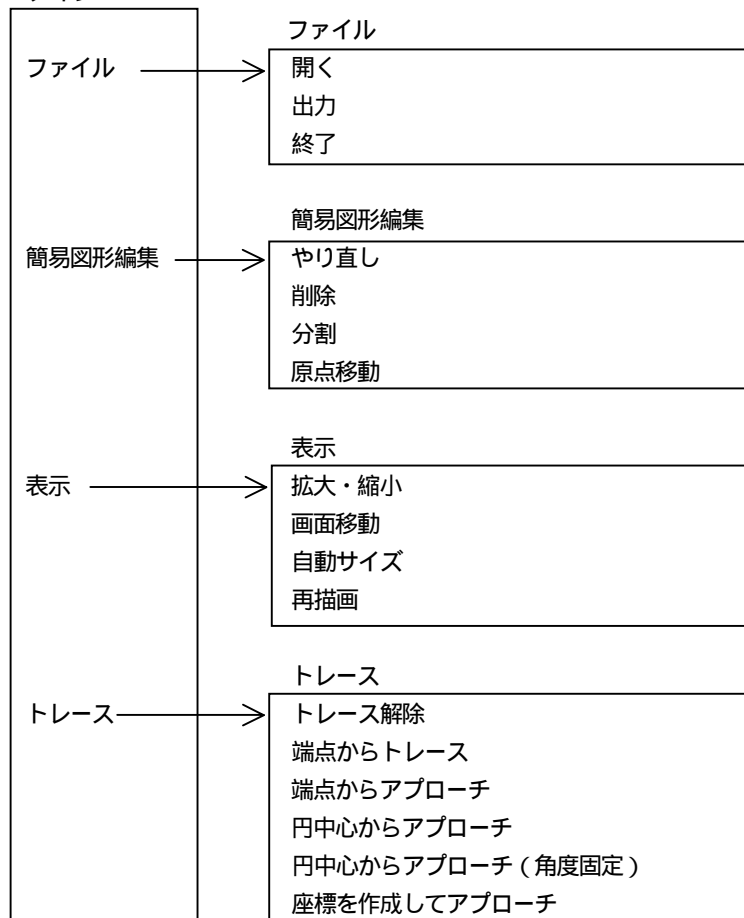 ファイル
ファイル
開く
出力
終了
簡易図形編集
簡易図形編集
やり直し
削除
分割
原点移動
表示
表示
拡大・縮小
画面移動
自動サイズ
再描画
トレース
トレース
トレース解除
端点からトレース
端点からアプローチ
円中心からアプローチ
円中心からアプローチ（角度固定）
座標を作成してアプローチ